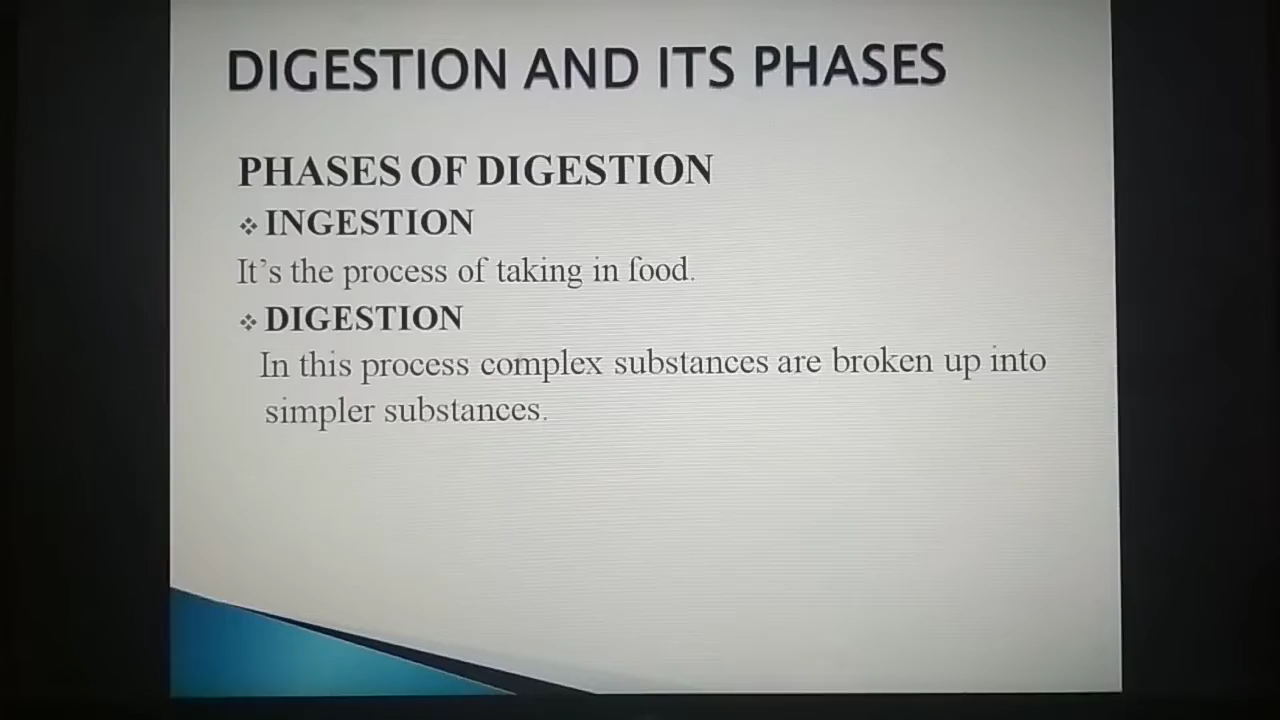 DIGESTION AND ITS PHASES
PHASES OF DIGESTION
❖ INGESTION
It’s the process of taking in food.
❖ DIGESTION
In this process complex substances are broken up into
simpler substances.